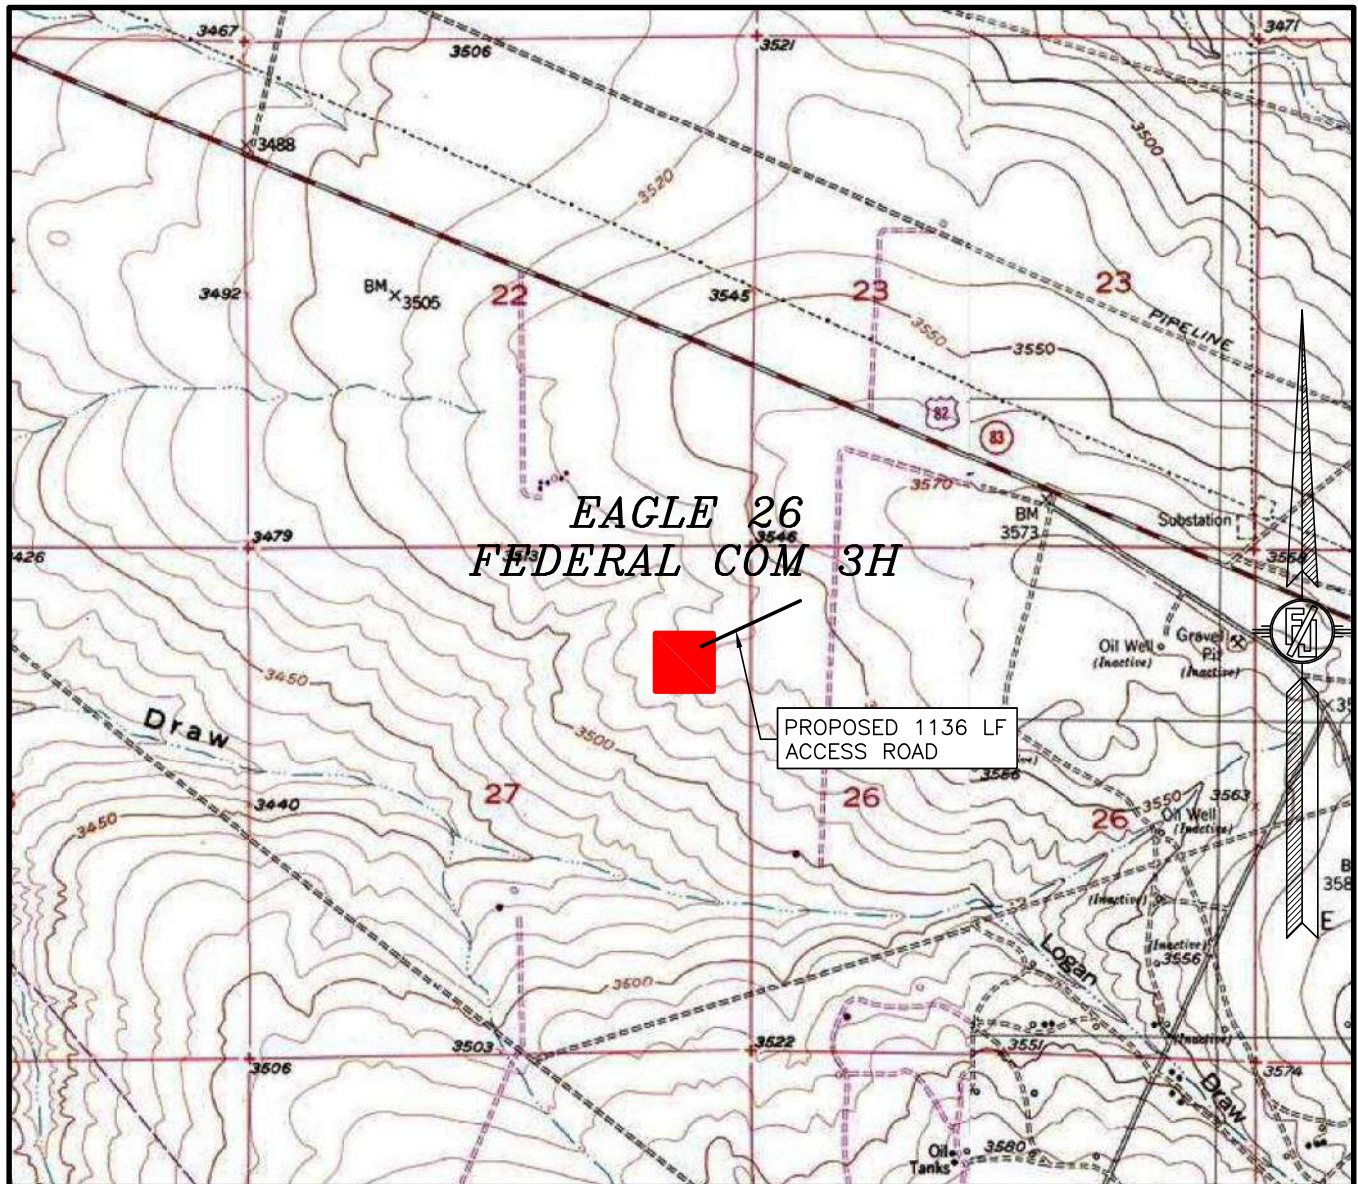 3467
3506
3521
3471
3488
3500
3520
3492
BM
3505
22
3545
23
23
3550
PIPELINE
3550
82
83
3570
BM
3573
Substation
3479
EAGLE 26
3546
FEDERAL COM 3H
3426
Oil Well
(Inactive)
Gravel
Pit
(Inactive)
3450
Draw
3500
PROPOSED 1136 LF
ACCESS ROAD
3556
27
26
26
3440
3450
3550
3563
Oil Well
(Inactive)
(Inactive)
(Inactive)
3556
E
Logan
3500
3503
3522
3551
(Inactive)
3506
3574
Draw
3580
Oil
Tanks